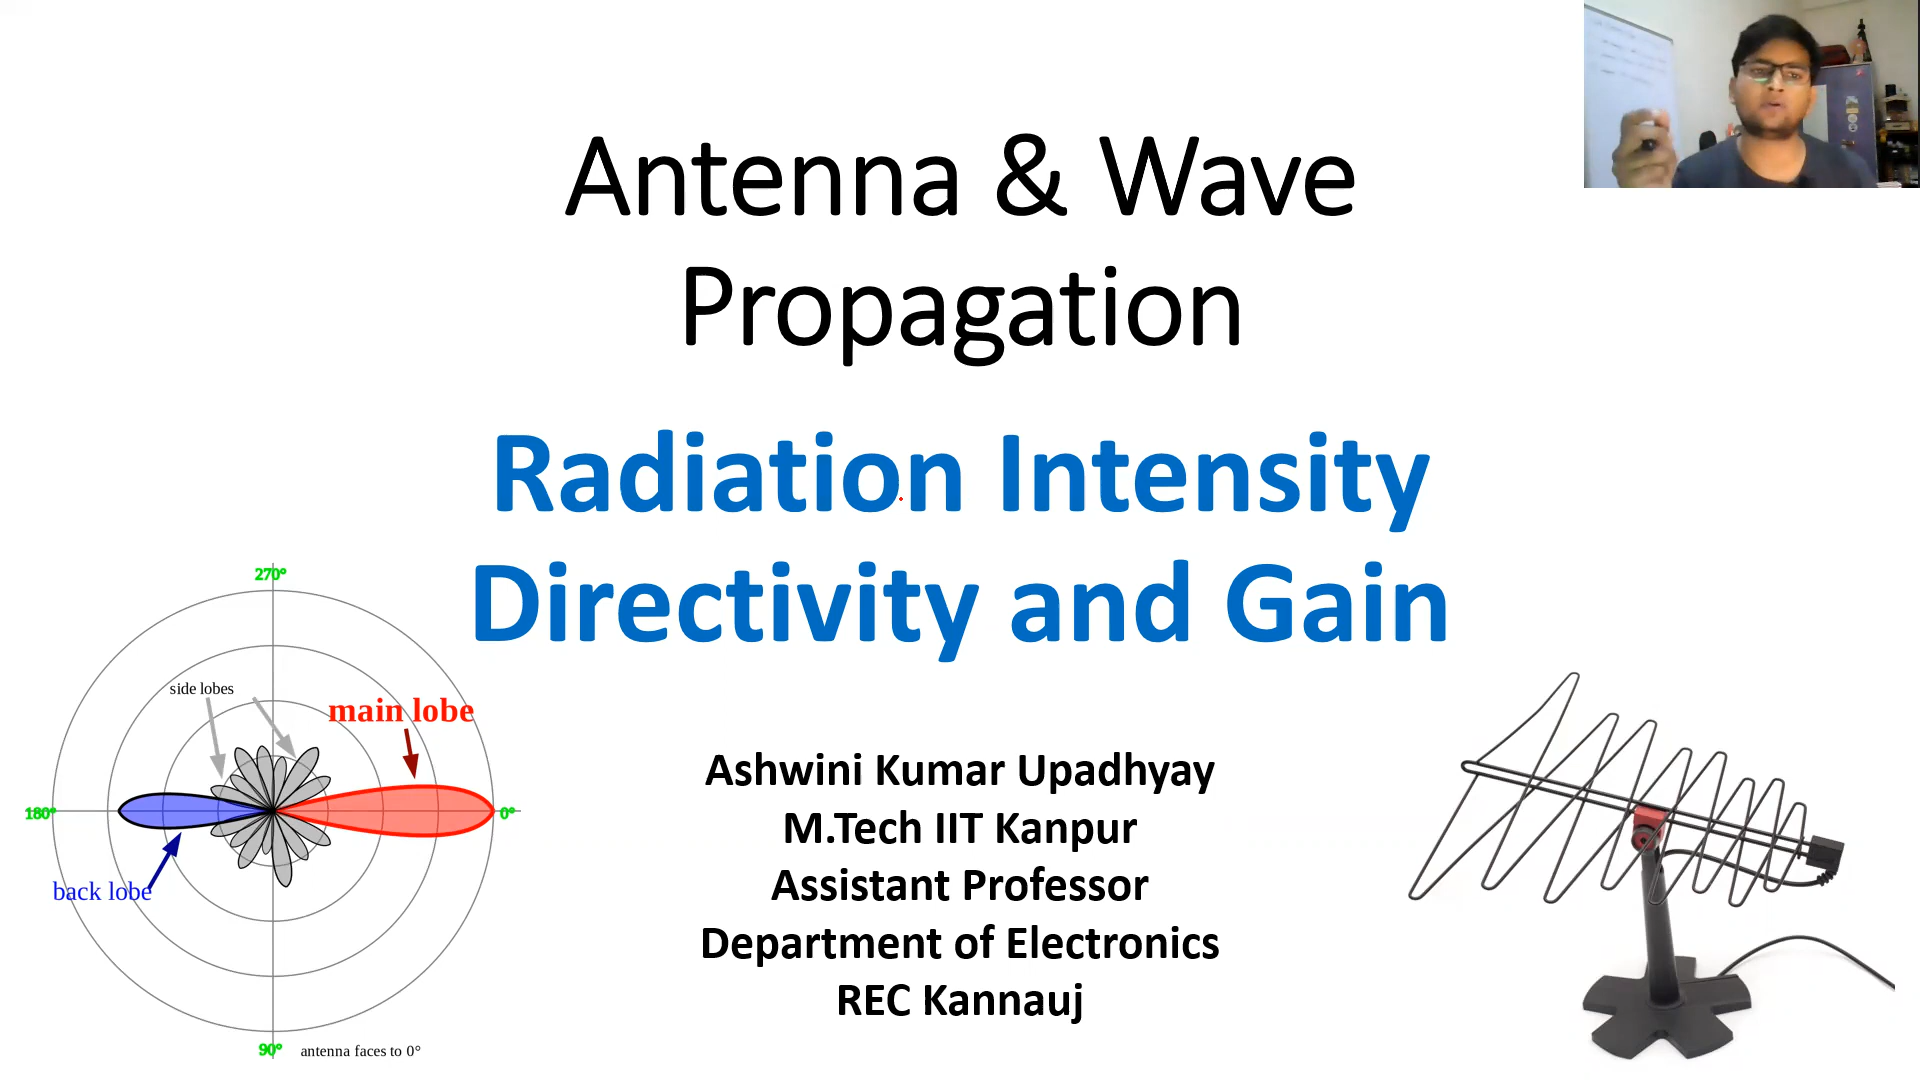 Antenna & Wave
Propagation
Radiation Intensity
Directivity and Gain
270°
side lobes
main lobe
180°
0°
back lobe
90°
antenna faces to 0°
Ashwini Kumar Upadhyay
M.Tech IIT Kanpur
Assistant Professor
Department of Electronics
REC Kannauj